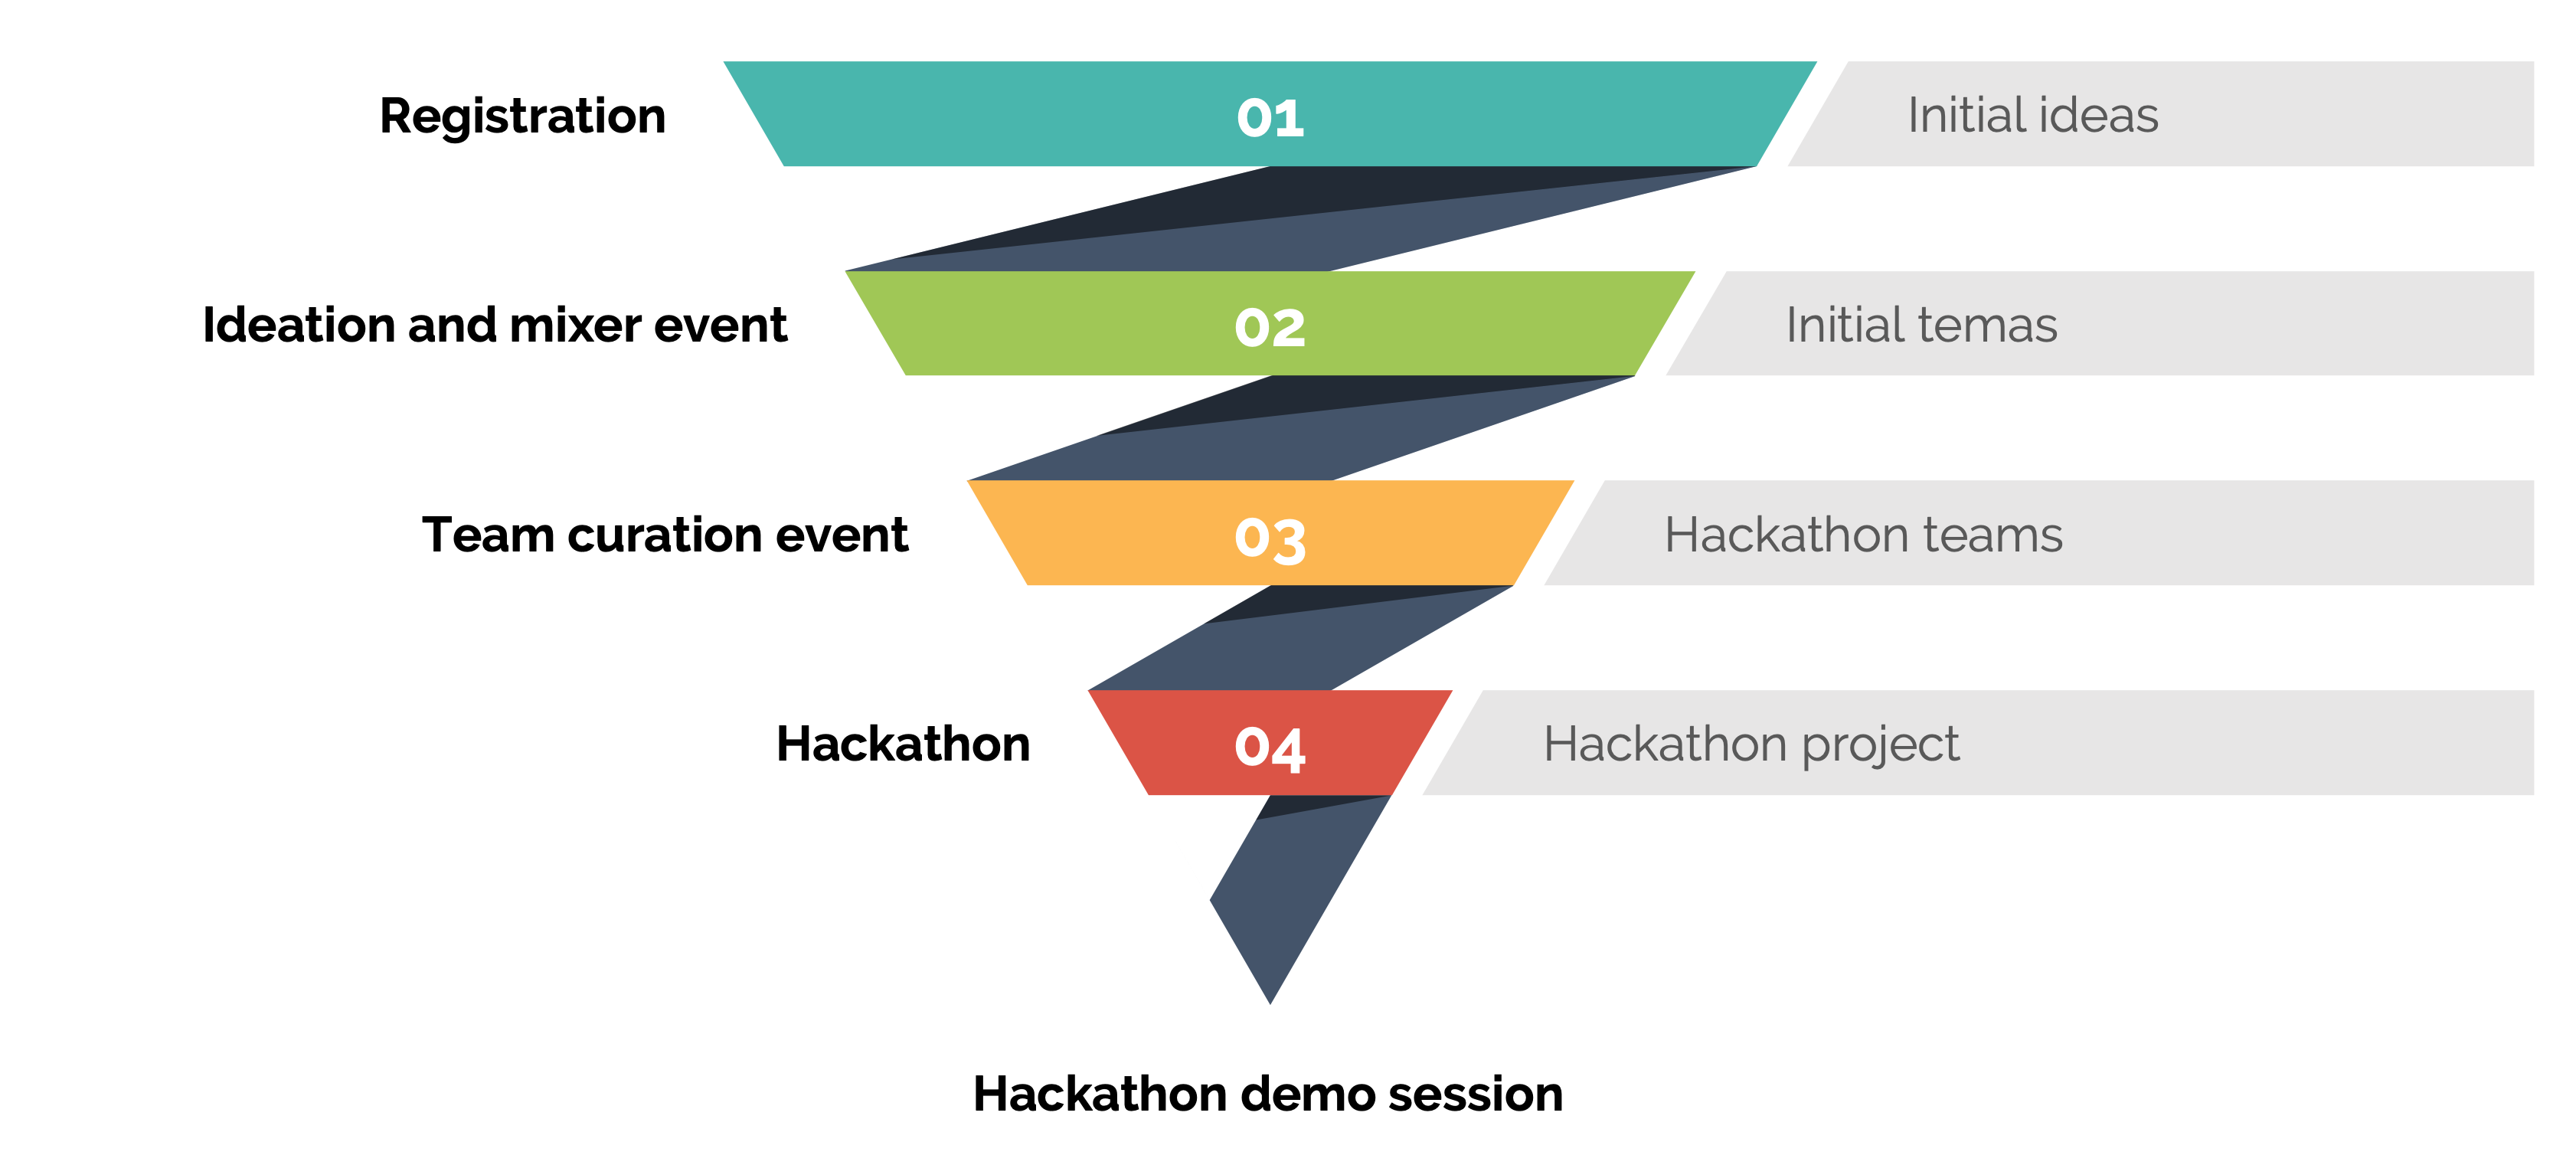 Registration
01
Initial ideas
Ideation and mixer event
02
Initial temas
Team curation event
03
Hackathon teams
Hackathon
04
Hackathon project
Hackathon demo session